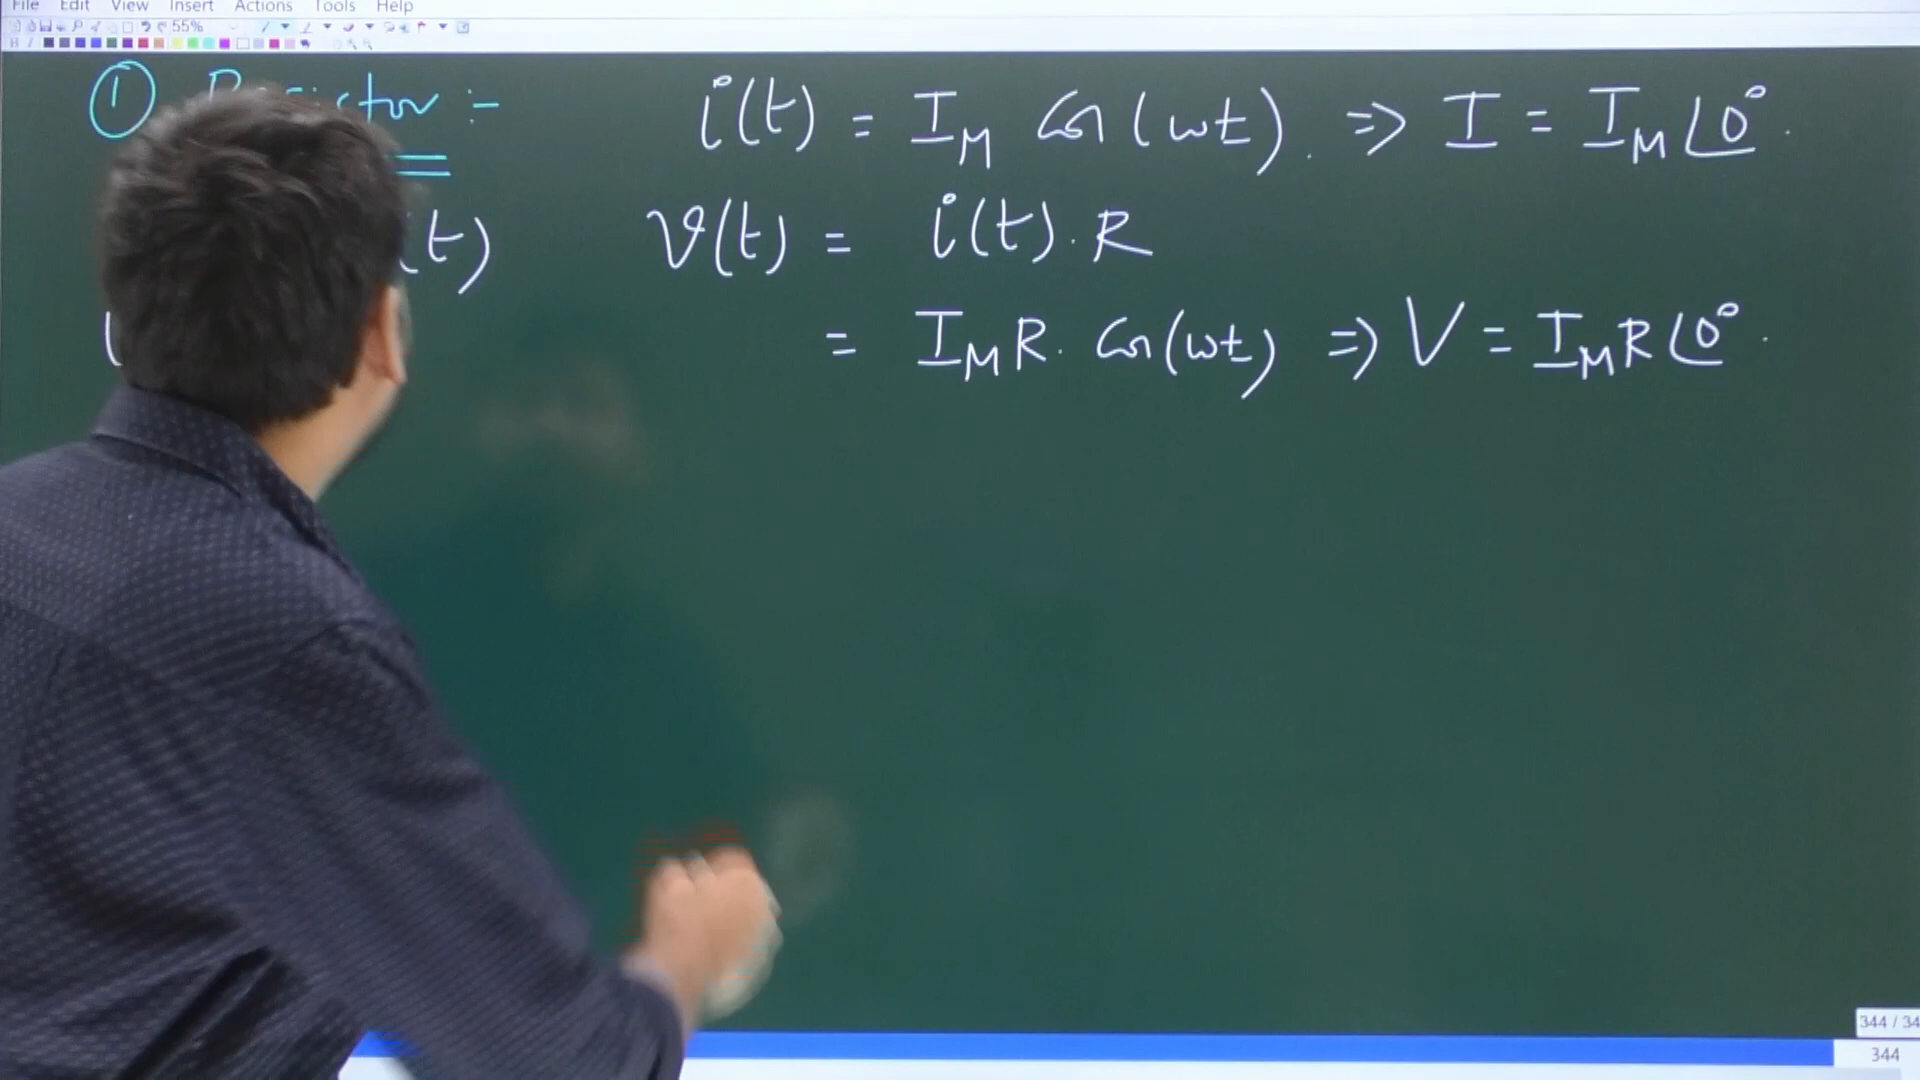 File Edit View Insert Actions Tools Help
55%
① Resistor :-
i(t) = I_M cos(ωt). ⇒ I = I_M∠0°.
(t)
v(t) = i(t). R
= I_M R. cos(ωt) ⇒ V = I_M R∠0°.
344 / 34
344